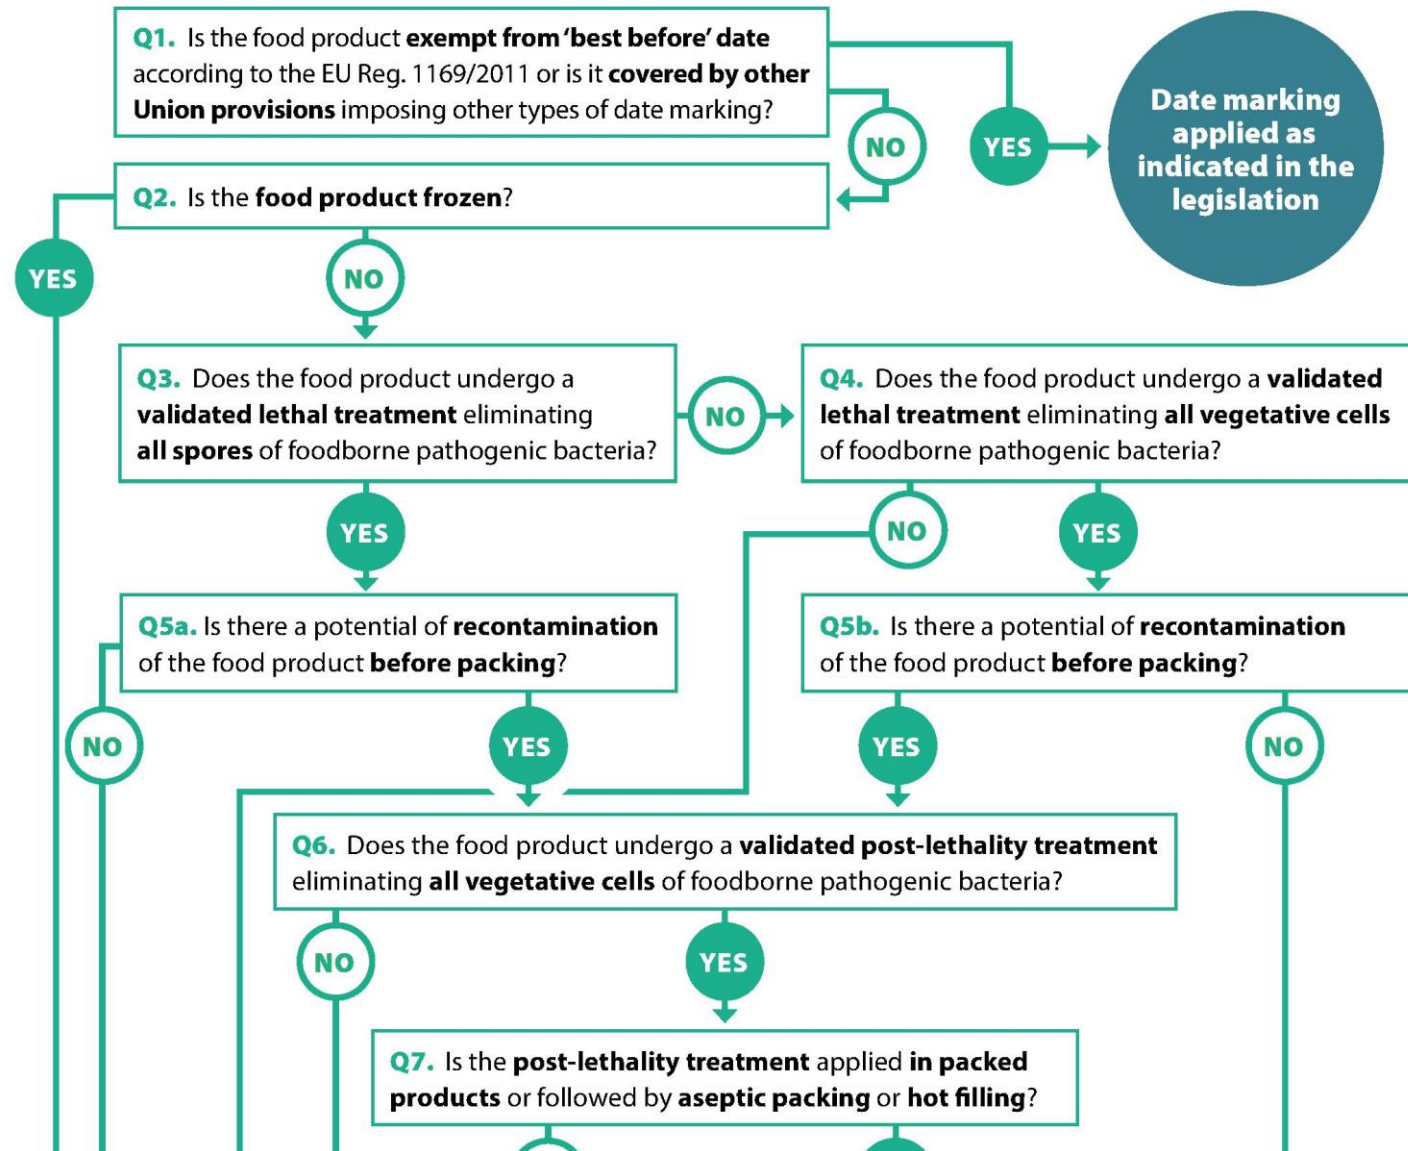 Q1. Is the food product exempt from ‘best before’ date
according to the EU Reg. 1169/2011 or is it covered by other
Union provisions imposing other types of date marking?
NO
YES
Date marking
applied as
indicated in the
legislation
Q2. Is the food product frozen?
YES
NO
Q3. Does the food product undergo a
validated lethal treatment eliminating
all spores of foodborne pathogenic bacteria?
NO
Q4. Does the food product undergo a validated
lethal treatment eliminating all vegetative cells
of foodborne pathogenic bacteria?
YES
NO
YES
Q5a. Is there a potential of recontamination
of the food product before packing?
Q5b. Is there a potential of recontamination
of the food product before packing?
NO
YES
YES
NO
Q6. Does the food product undergo a validated post-lethality treatment
eliminating all vegetative cells of foodborne pathogenic bacteria?
NO
YES
Q7. Is the post-lethality treatment applied in packed
products or followed by aseptic packing or hot filling?